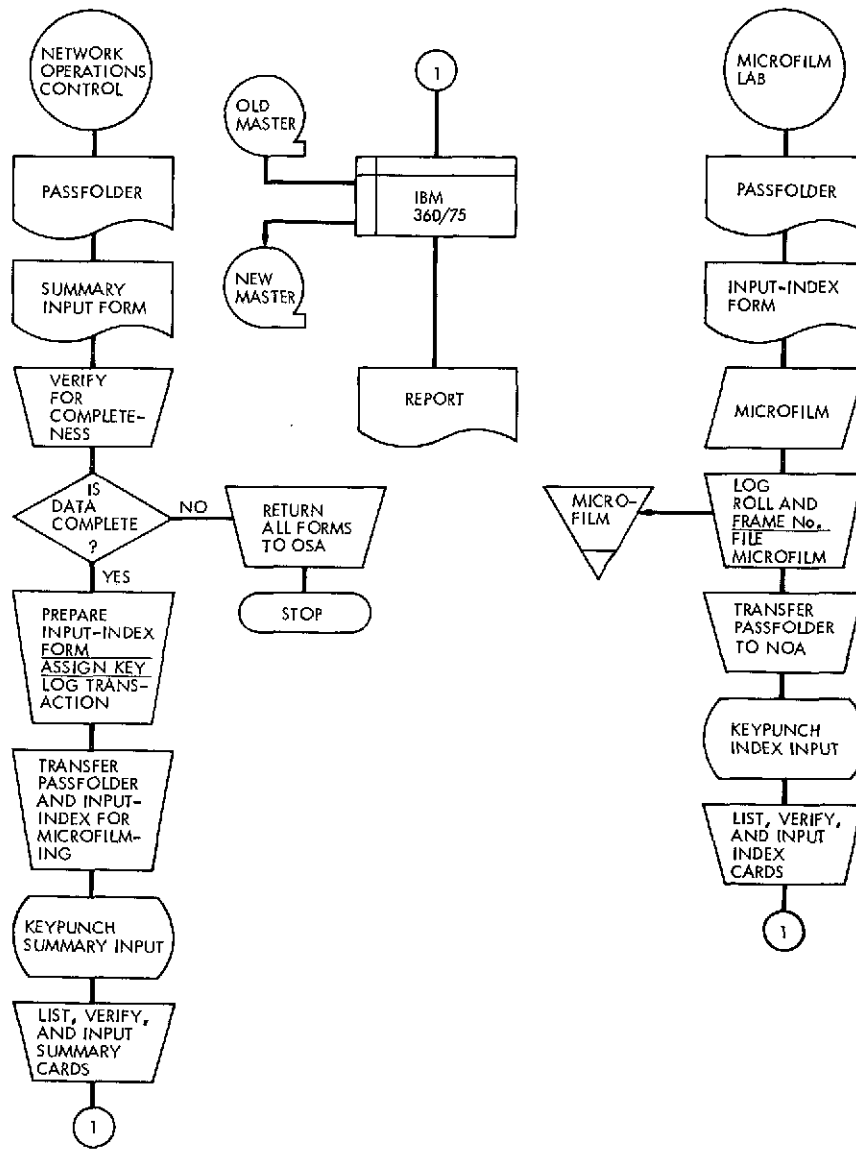 NETWORK
OPERATIONS
CONTROL
PASSFOLDER
SUMMARY
INPUT FORM
VERIFY
FOR
COMPLETE-
NESS
IS
DATA
COMPLETE
?
NO
YES
RETURN
ALL FORMS
TO OSA
STOP
PREPARE
INPUT-INDEX
FORM
ASSIGN KEY
LOG TRANS-
ACTION
TRANSFER
PASSFOLDER
AND INPUT-
INDEX FOR
MICROFILM-
ING
KEYPUNCH
SUMMARY INPUT
LIST, VERIFY,
AND INPUT
SUMMARY
CARDS
1
1
OLD
MASTER
IBM
360/75
NEW
MASTER
REPORT
MICROFILM
LAB
PASSFOLDER
INPUT-INDEX
FORM
MICROFILM
LOG
ROLL AND
FRAME No.
FILE
MICROFILM
MICRO-
FILM
TRANSFER
PASSFOLDER
TO NOA
KEYPUNCH
INDEX INPUT
LIST, VERIFY,
AND INPUT
INDEX
CARDS
1